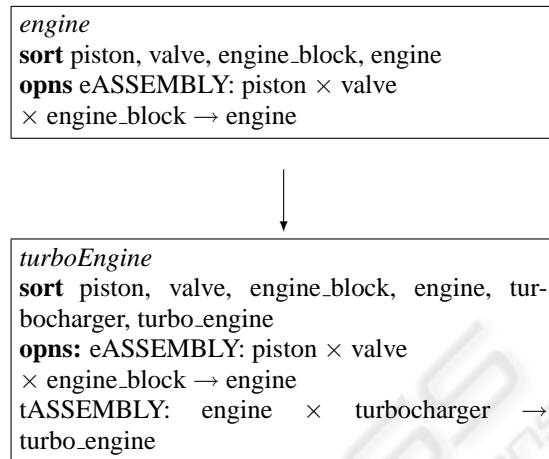 engine
sort piston, valve, engine_block, engine
opns eASSEMBLY: piston × valve
× engine_block → engine
turboEngine
sort piston, valve, engine_block, engine, tur-
bocharger, turbo_engine
opns: eASSEMBLY: piston × valve
× engine_block → engine
tASSEMBLY: engine × turbocharger →
turbo_engine